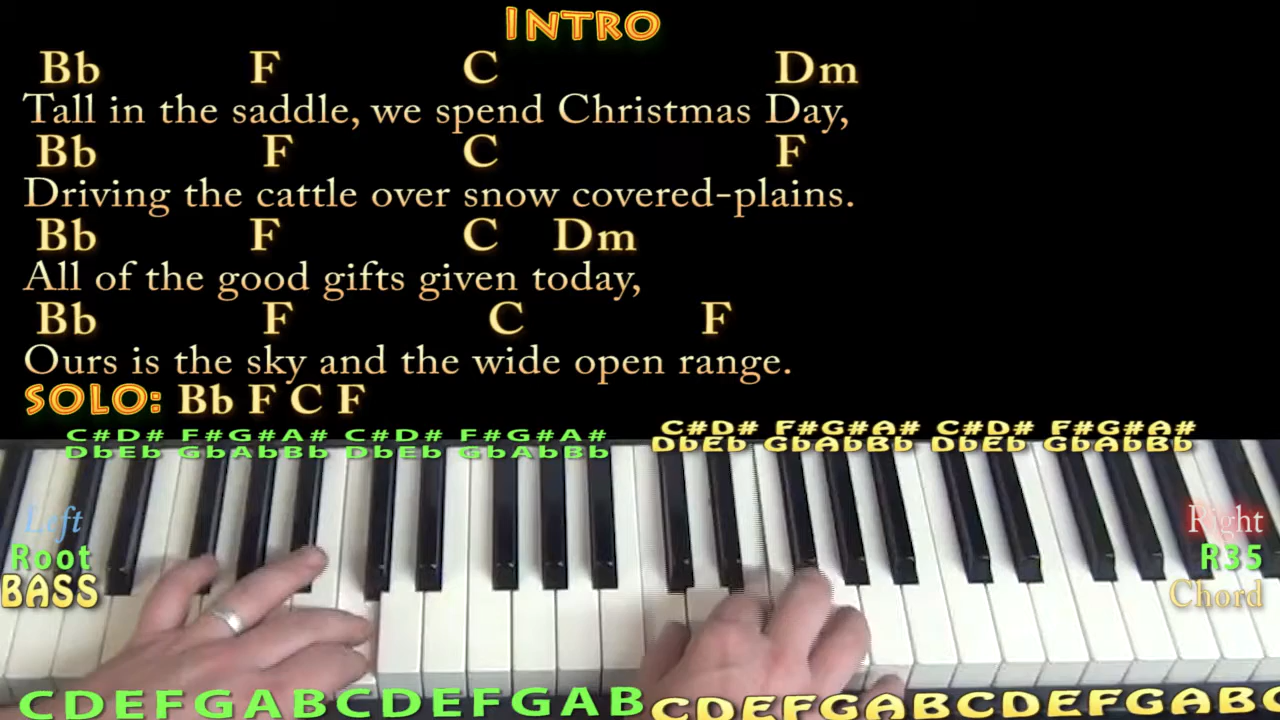 INTRO
Bb F C Dm
Tall in the saddle, we spend Christmas Day,
Bb F C F
Driving the cattle over snow covered-plains.
Bb F C Dm
All of the good gifts given today,
Bb F C F
Ours is the sky and the wide open range.
SOLO: Bb F C F
C#D# F#G#A# C#D# F#G#A# C#D# F#G#A# C#D# F#G#A#
DbEb GbAbBb DbEb GbAbBb DbEb GbAbBb DbEb GbAbBb
Left Right
Root R35
BASS Chord
CDEFGABCDEFGAB CDEFGABCDEFGABC